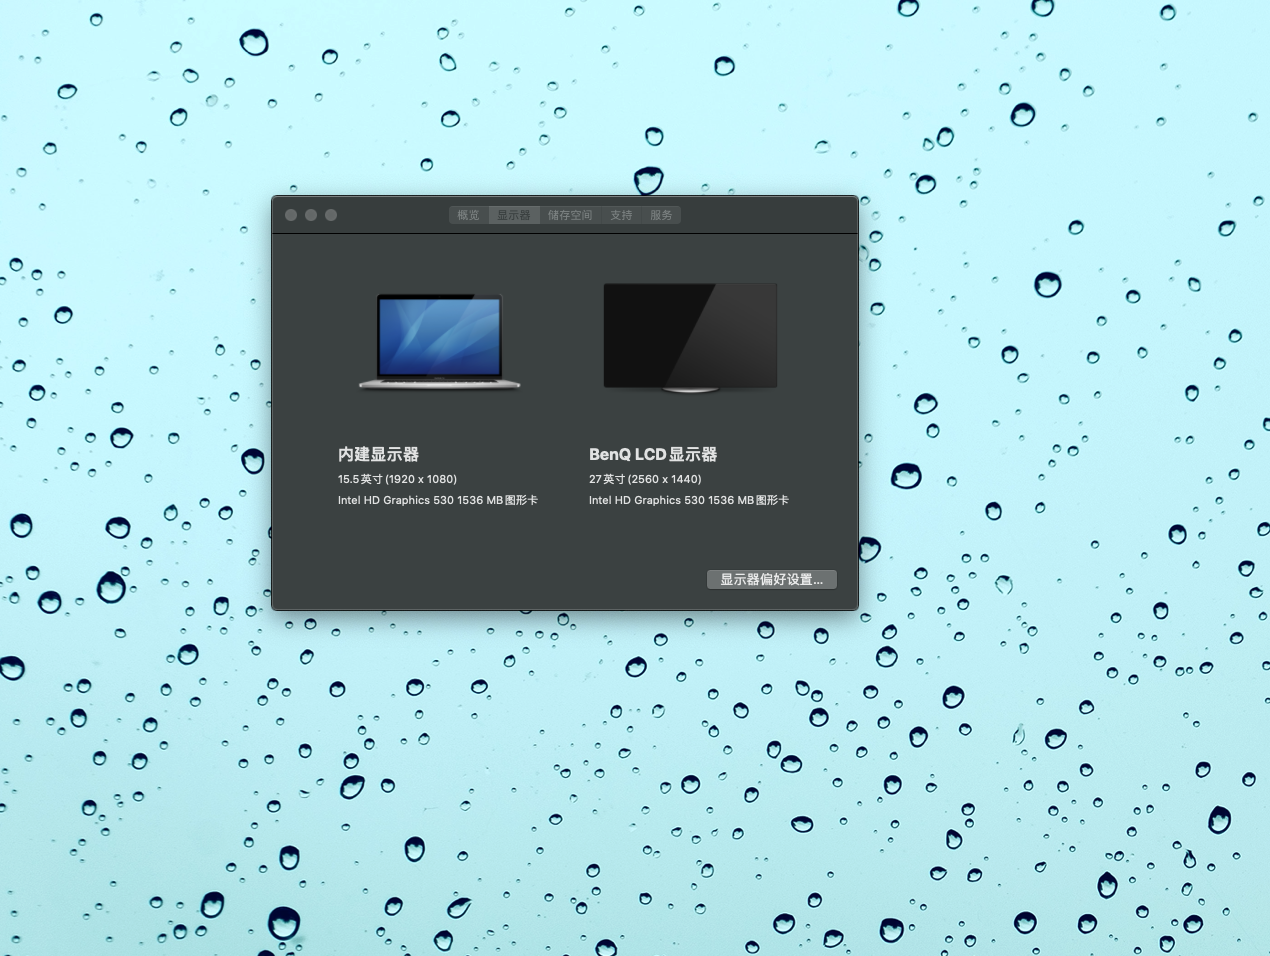 概览 显示器 储存空间 支持 服务
内建显示器
15.5英寸 (1920 x 1080)
Intel HD Graphics 530 1536 MB图形卡
BenQ LCD显示器
27英寸 (2560 x 1440)
Intel HD Graphics 530 1536 MB图形卡
显示器偏好设置...